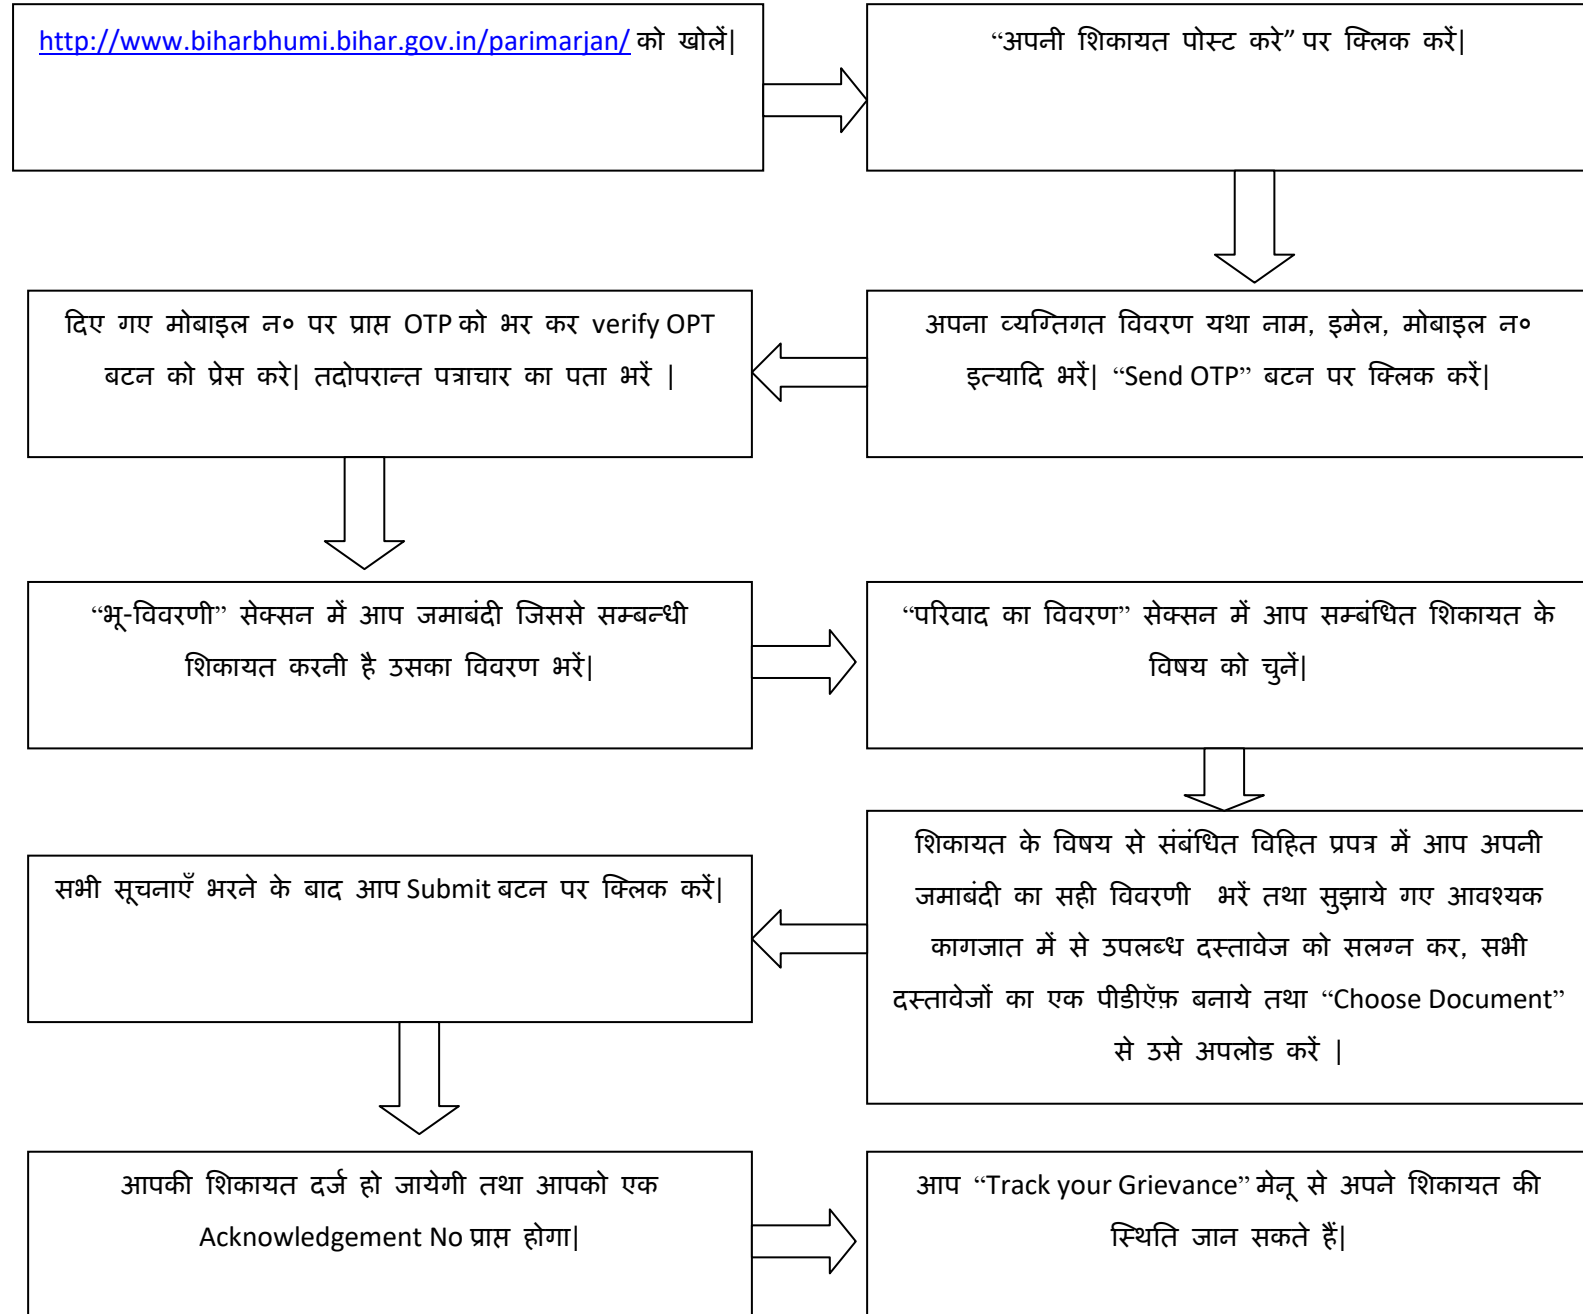 http://www.biharbhumi.bihar.gov.in/parimarjan/ को खोलें|
“अपनी शिकायत पोस्ट करे” पर क्लिक करें|
अपना व्यग्तिगत विवरण यथा नाम, इमेल, मोबाइल न०
इत्यादि भरें| “Send OTP” बटन पर क्लिक करें|
दिए गए मोबाइल न० पर प्राप्त OTP को भर कर verify OPT
बटन को प्रेस करे| तदोपरान्त पत्राचार का पता भरें |
“भू-विवरणी” सेक्सन में आप जमाबंदी जिससे सम्बन्धी
शिकायत करनी है उसका विवरण भरें|
“परिवाद का विवरण” सेक्सन में आप सम्बंधित शिकायत के
विषय को चुनें|
शिकायत के विषय से संबंधित विहित प्रपत्र में आप अपनी
जमाबंदी का सही विवरणी भरें तथा सुझाये गए आवश्यक
कागजात में से उपलब्ध दस्तावेज को सलग्न कर, सभी
दस्तावेजों का एक पीडीऍफ़ बनाये तथा “Choose Document”
से उसे अपलोड करें |
सभी सूचनाएँ भरने के बाद आप Submit बटन पर क्लिक करें|
आपकी शिकायत दर्ज हो जायेगी तथा आपको एक
Acknowledgement No प्राप्त होगा|
आप “Track your Grievance” मेनू से अपने शिकायत की
स्थिति जान सकते हैं|